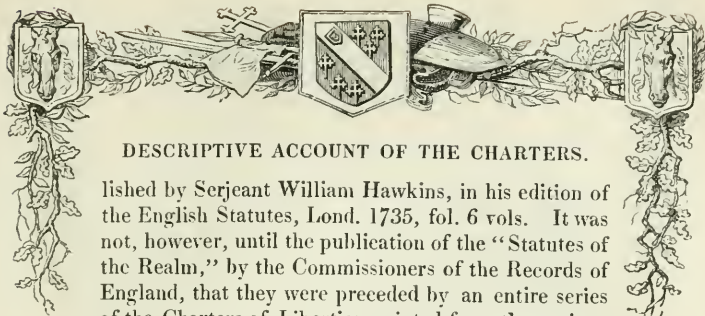 DESCRIPTIVE ACCOUNT OF THE CHARTERS.
lished by Serjeant William Hawkins, in his edition of
the English Statutes, Lond. 1735, fol. 6 vols. It was
not, however, until the publication of the “Statutes of
the Realm,” by the Commissioners of the Records of
England, that they were preceded by an entire series